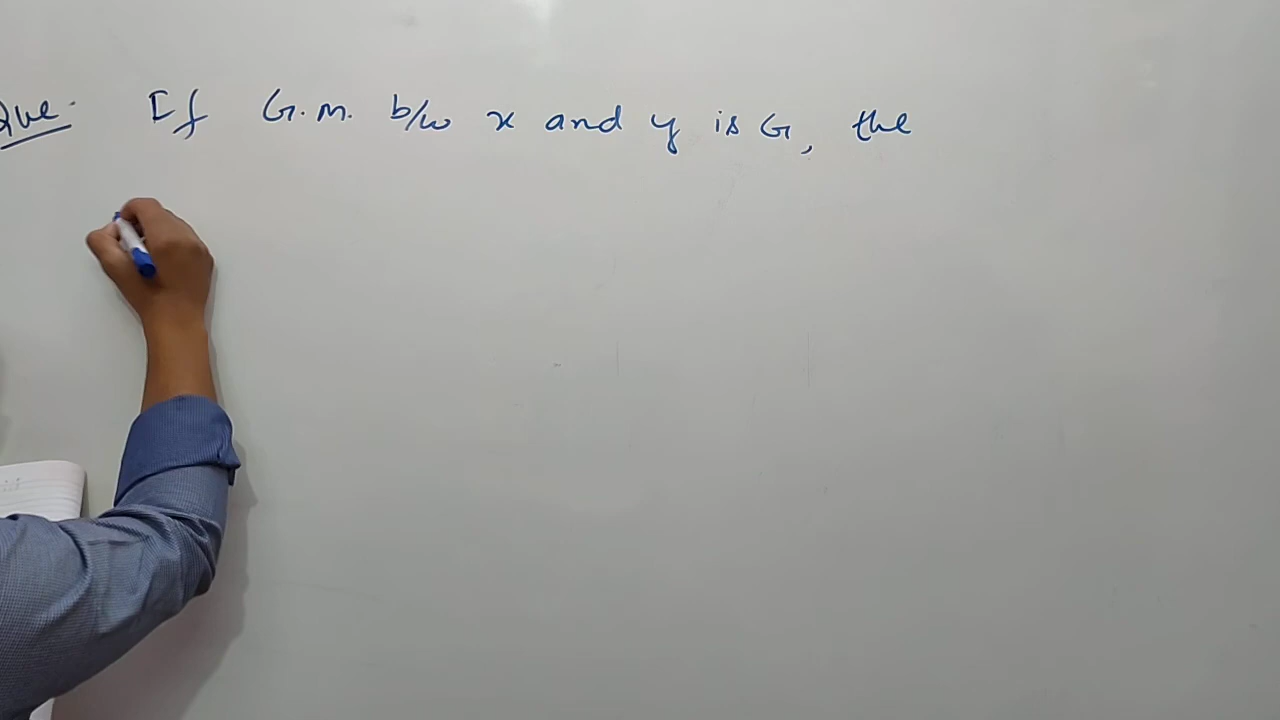 Que. If G.M. b/w x and y is G, the